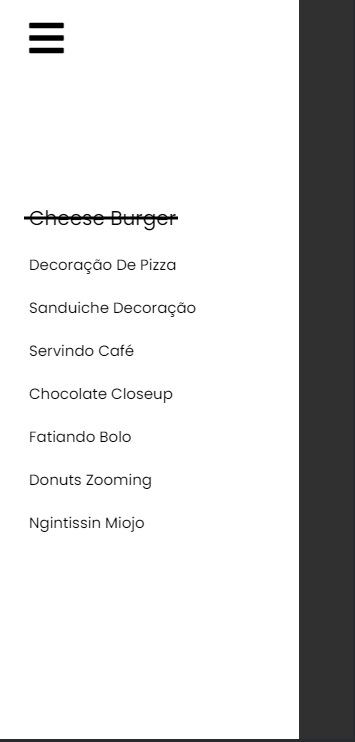 Cheese Burger
Decoração De Pizza
Sanduiche Decoração
Servindo Café
Chocolate Closeup
Fatiando Bolo
Donuts Zooming
Ngintissin Miojo